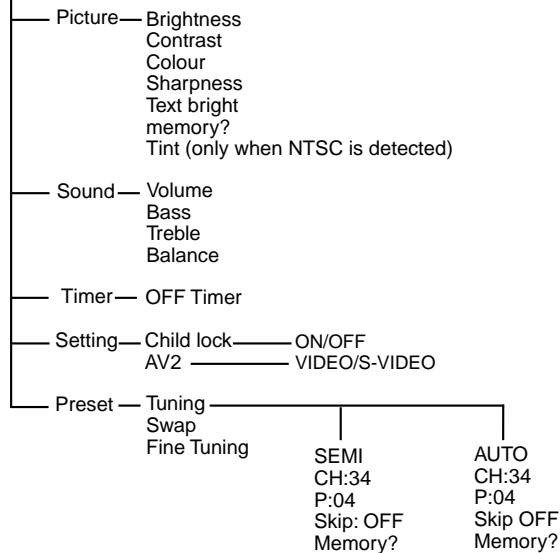 Picture Brightness
Contrast
Colour
Sharpness
Text bright
memory?
Tint (only when NTSC is detected)
Sound Volume
Bass
Treble
Balance
Timer OFF Timer
Setting Child lock ON/OFF
AV2 VIDEO/S-VIDEO
Preset Tuning
Swap
Fine Tuning
SEMI
CH:34
P:04
Skip: OFF
Memory?
AUTO
CH:34
P:04
Skip OFF
Memory?